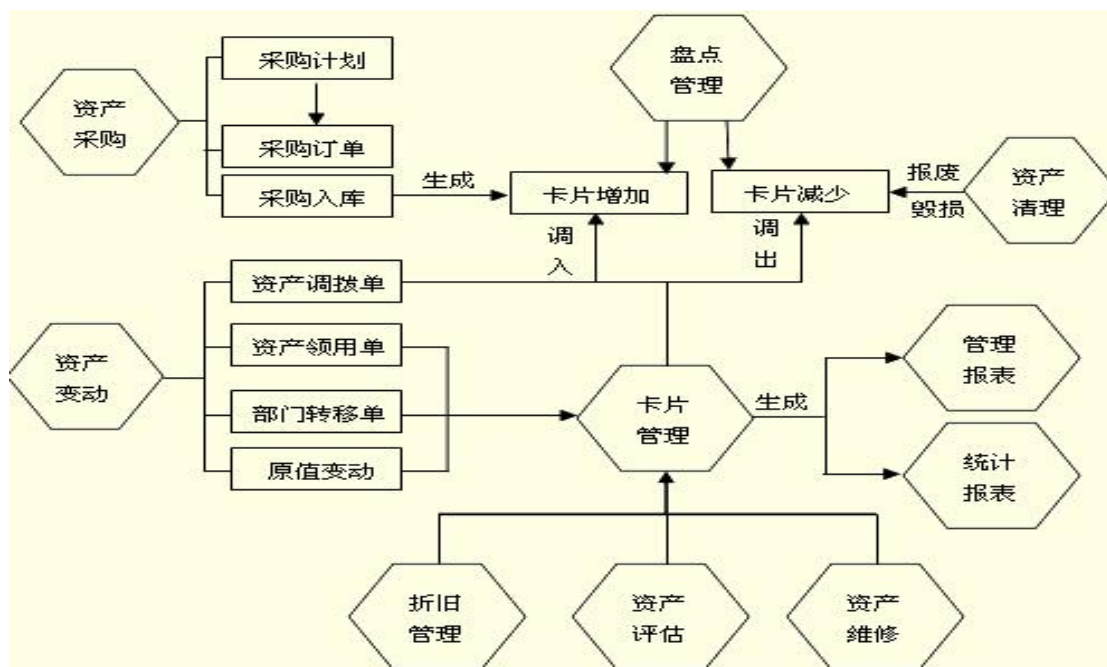 采购计划
资产
采购
采购订单
采购入库
生成
盘点
管理
卡片增加
卡片减少
报废
毁损
资产
清理
调
入
调
出
资产调拨单
资产领用单
资产
变动
部门转移单
原值变动
卡片
管理
生成
管理
报表
统计
报表
折旧
管理
资产
评估
资产
维修